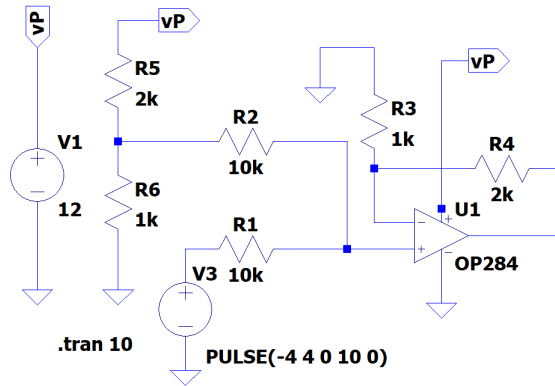 vP
vP
R5
2k
R2
10k
R3
1k
vP
R4
2k
V1
12
R6
1k
R1
10k
V3
U1
OP284
.tran 10
PULSE(-4 4 0 10 0)